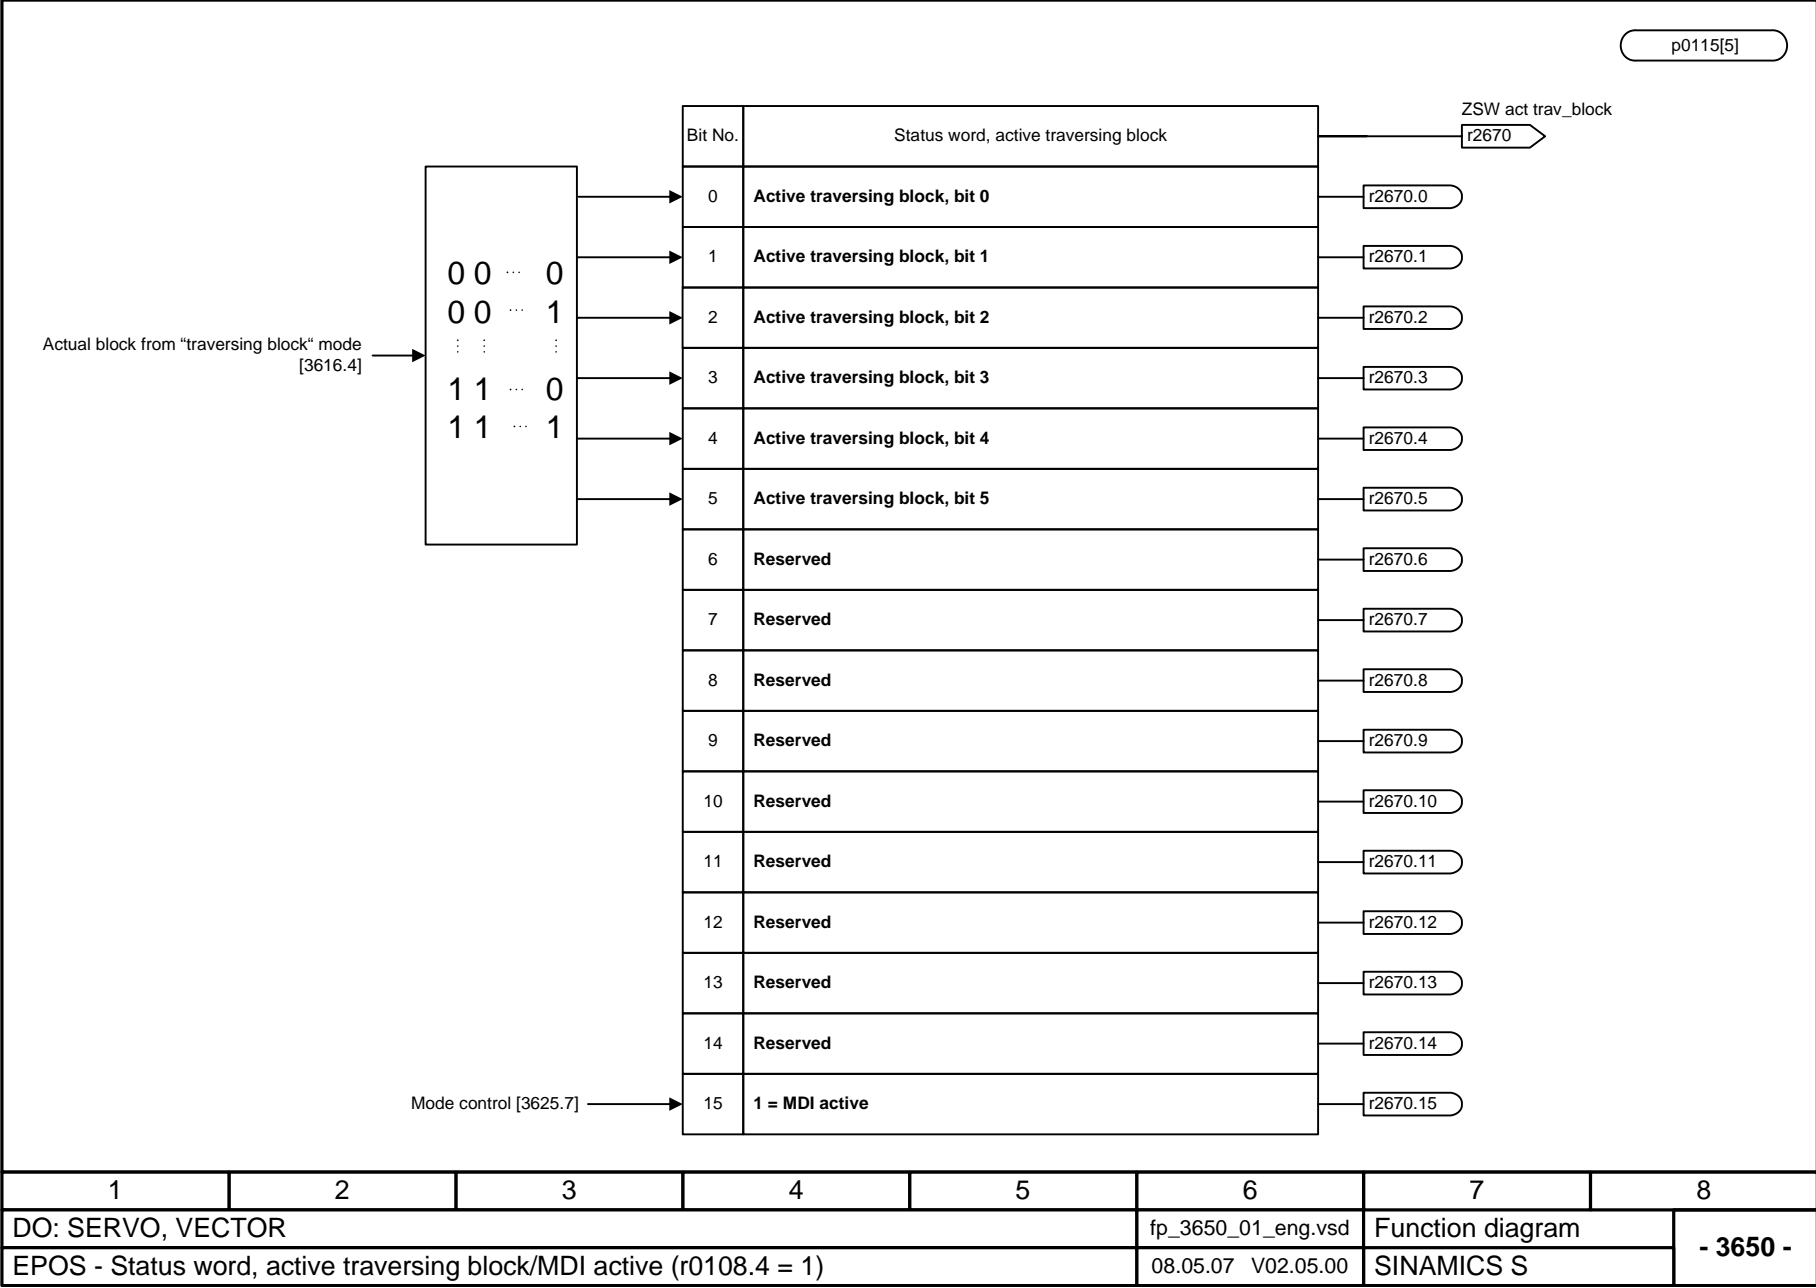 p0115[5]
ZSW act trav_block
Bit No. Status word, active traversing block r2670
0 Active traversing block, bit 0 r2670.0
1 Active traversing block, bit 1 r2670.1
2 Active traversing block, bit 2 r2670.2
3 Active traversing block, bit 3 r2670.3
4 Active traversing block, bit 4 r2670.4
5 Active traversing block, bit 5 r2670.5
6 Reserved r2670.6
7 Reserved r2670.7
8 Reserved r2670.8
9 Reserved r2670.9
10 Reserved r2670.10
11 Reserved r2670.11
12 Reserved r2670.12
13 Reserved r2670.13
14 Reserved r2670.14
Mode control [3625.7] 15 1 = MDI active r2670.15
Actual block from “traversing block“ mode
[3616.4]
0 0 ... 0
0 0 ... 1
⋮ ⋮ ⋮
1 1 ... 0
1 1 ... 1
1 2 3 4 5 6 7 8
DO: SERVO, VECTOR fp_3650_01_eng.vsd Function diagram
- 3650 -
EPOS - Status word, active traversing block/MDI active (r0108.4 = 1) 08.05.07 V02.05.00 SINAMICS S